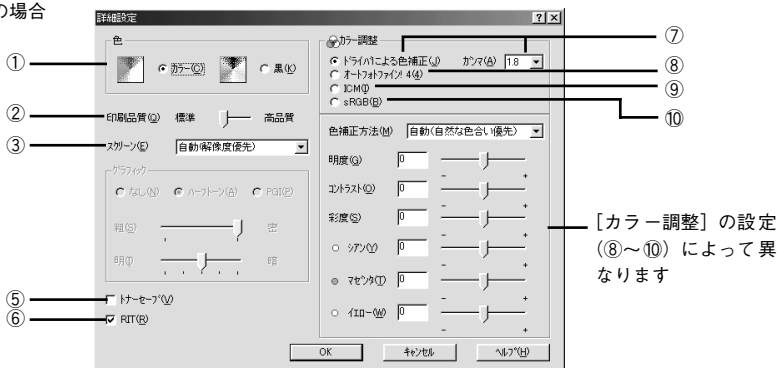 の場合
詳細設定
色
カラー(C)
黒(K)
印刷品質(Q) 標準 高品質
スクリーン(E) 自動(解像度優先)
グラフィック
なし(N) ハーフトーン(A) PGI(P)
粗(S) 密
明(I) 暗
トナーセーブ(V)
RIT(R)
カラー調整
ドライバによる色補正(J) ガンマ(A) 1.8
オートフォトファイン! 4(4)
ICM(I)
sRGB(B)
色補正方法(M) 自動(自然な色合い優先)
明度(G) 0
- +
コントラスト(O) 0
- +
彩度(S) 0
- +
シアン(Y) 0
- +
マゼンタ(T) 0
- +
イエロー(W) 0
- +
OK キャンセル ヘルプ(H)
①
②
③
⑤
⑥
⑦
⑧
⑨
⑩
[カラー調整]の設定
(⑧~⑩)によって異
なります